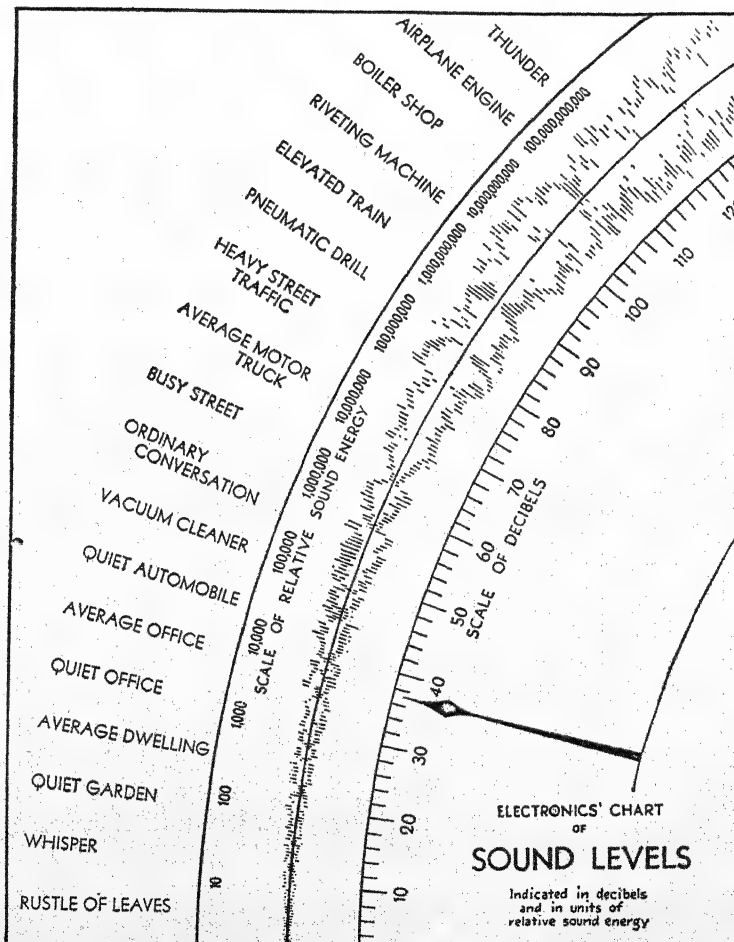 THUNDER
AIRPLANE ENGINE
BOILER SHOP
RIVETING MACHINE
ELEVATED TRAIN
PNEUMATIC DRILL
HEAVY STREET
TRAFFIC
AVERAGE MOTOR
TRUCK
BUSY STREET
ORDINARY
CONVERSATION
VACUUM CLEANER
QUIET AUTOMOBILE
AVERAGE OFFICE
QUIET OFFICE
AVERAGE DWELLING
QUIET GARDEN
WHISPER
RUSTLE OF LEAVES
100,000,000,000
10,000,000,000
1,000,000,000
100,000,000
10,000,000
1,000,000
100,000
10,000
1,000
100
10
SCALE OF RELATIVE SOUND ENERGY
120
110
100
90
80
70
60
50
40
30
20
10
SCALE OF DECIBELS
ELECTRONICS' CHART
OF
SOUND LEVELS
Indicated in decibels
and in units of
relative sound energy